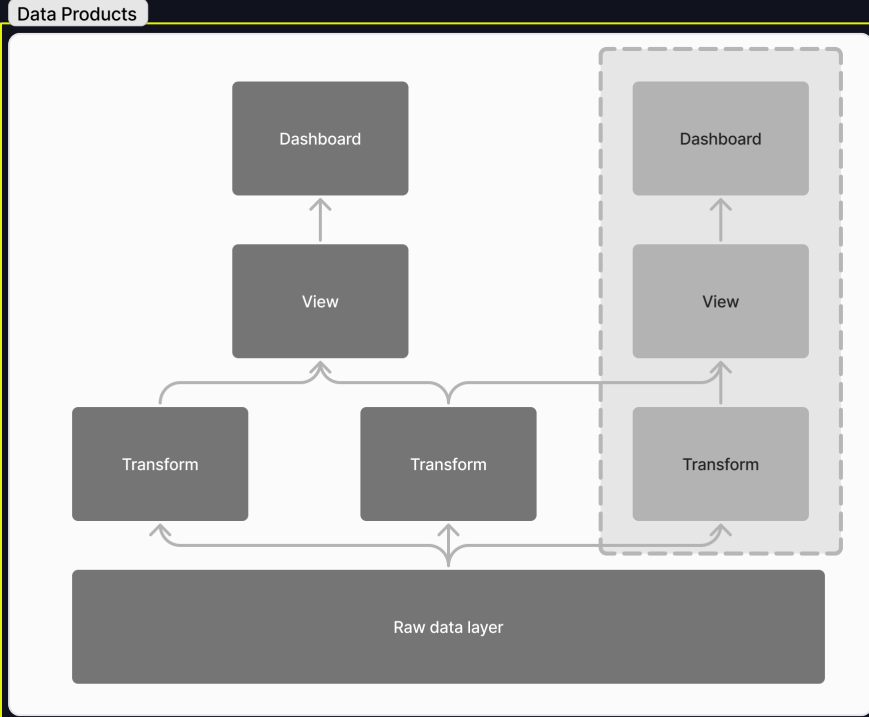 Data Products
Dashboard
Dashboard
View
View
Transform
Transform
Transform
Raw data layer